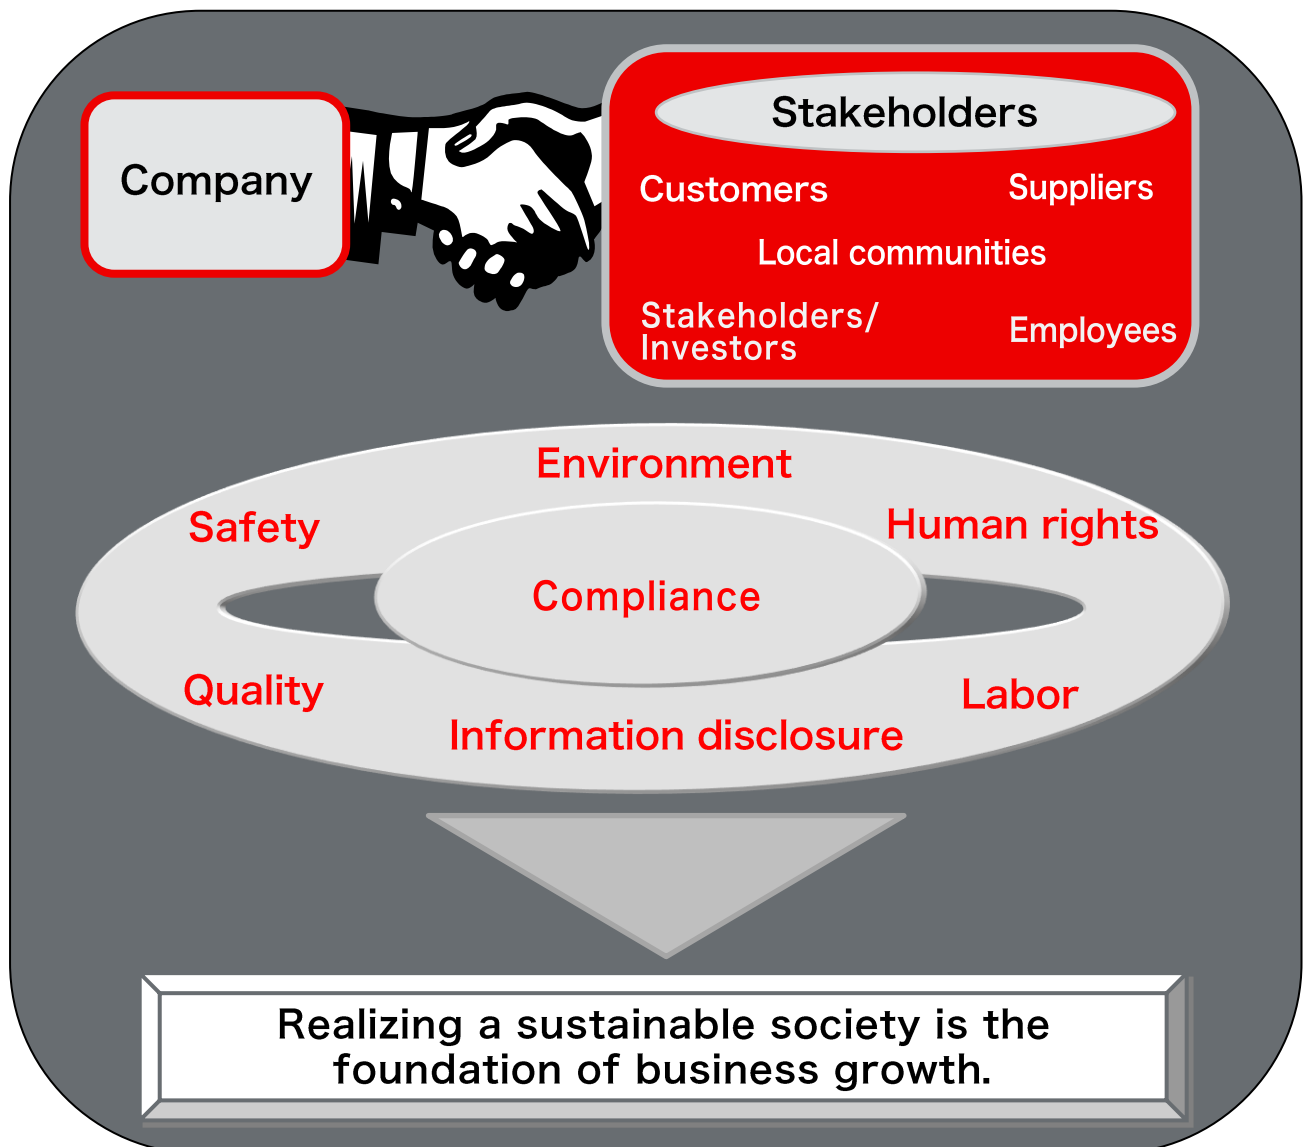 Company
Stakeholders
Customers
Suppliers
Local communities
Stakeholders/
Investors
Employees
Environment
Safety
Human rights
Compliance
Quality
Labor
Information disclosure
Realizing a sustainable society is the
foundation of business growth.